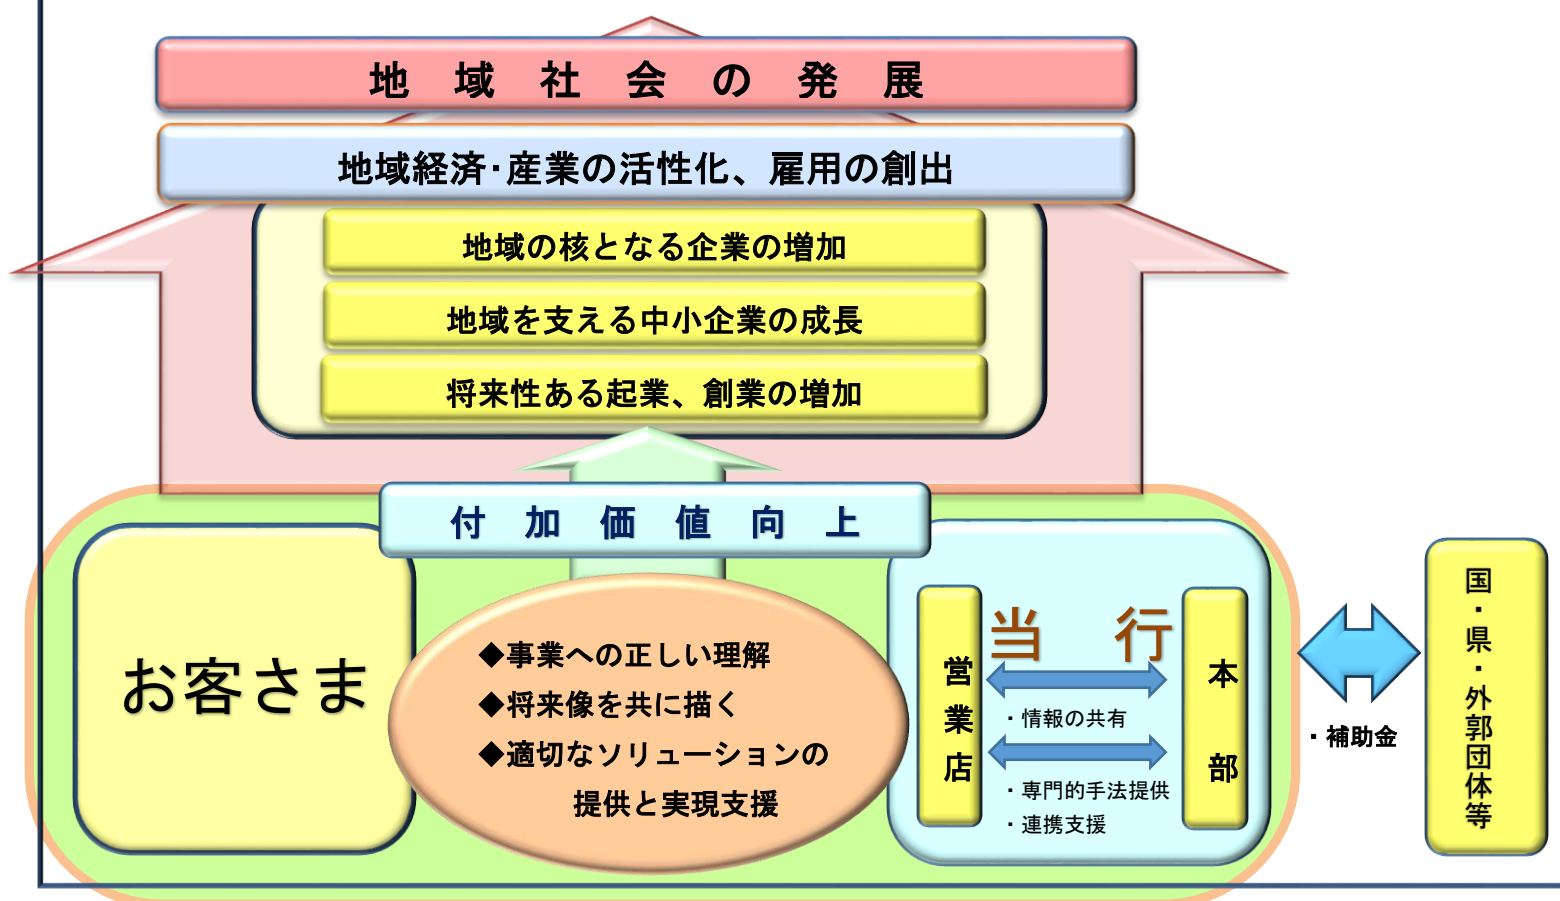 地域社会の発展
地域経済・産業の活性化、雇用の創出
地域の核となる企業の増加
地域を支える中小企業の成長
将来性ある起業、創業の増加
付加価値向上
お客さま
◆事業への正しい理解
◆将来像を共に描く
◆適切なソリューションの
提供と実現支援
当行
営業店
本部
・情報の共有
・専門的手法提供
・連携支援
・補助金
国・県・外郭団体等